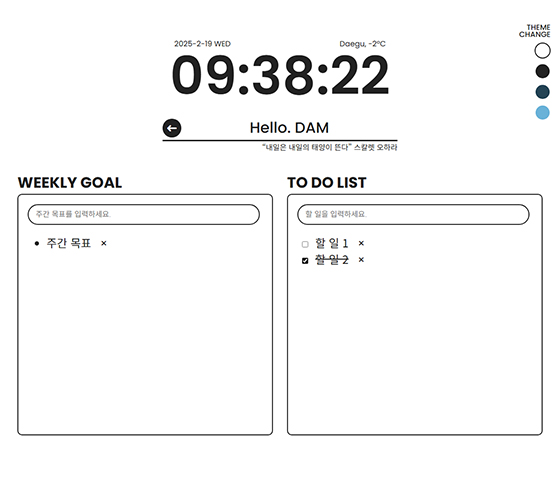 THEME
CHANGE
2025-2-19 WED
Daegu, -2°C
09:38:22
Hello. DAM
“내일은 내일의 태양이 뜬다” 스칼렛 오하라
WEEKLY GOAL
주간 목표를 입력하세요
• 주간 목표 ×
TO DO LIST
할 일을 입력하세요
할 일 1 ×
할 일 2 ×